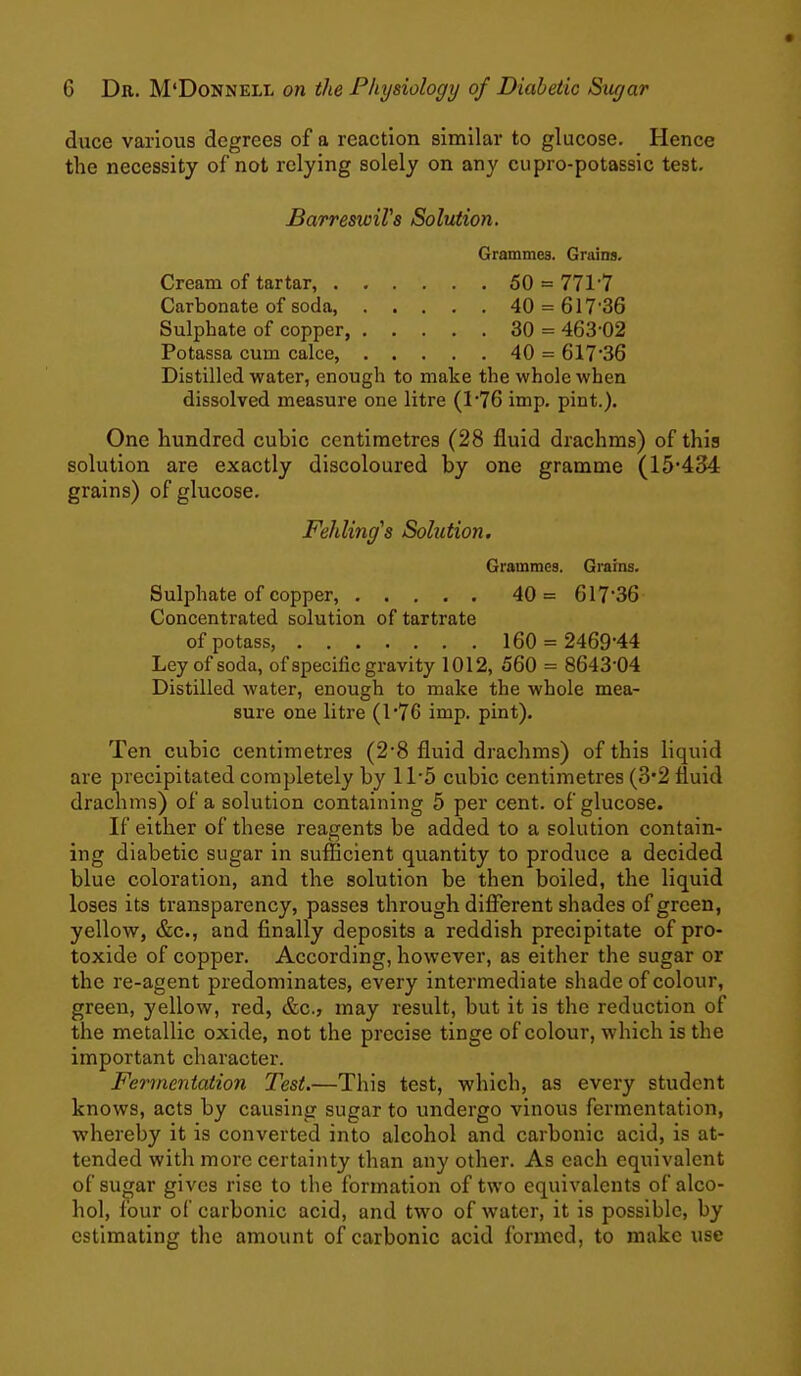 6 Dr. M‘Donnell on the Physiology of Diabetic Sugar
duce various degrees of a reaction similar to glucose. Hence
the necessity of not relying solely on any cupro-potassic test.
Barreswil's Solution.
Grammes. Grains.
Cream of tartar, . . . . . . . 50 = 771·7
Carbonate of soda, . . . . . 40 = 617·36
Sulphate of copper, . . . . . 30 = 463·02
Potassa cum calce, . . . . . 40 = 617·36
Distilled water, enough to make the whole when
dissolved measure one litre (1·76 imp. pint.).
One hundred cubic centimetres (28 fluid drachms) of this
solution are exactly discoloured by one gramme (15·434
grains) of glucose.
Fehling's Solution.
Grammes. Grains.
Sulphate of copper, . . . . . 40 = 617·36
Concentrated solution of tartrate
of potass, . . . . . . . 160 = 2469·44
Ley of soda, of specific gravity 1012, 560 = 8643·04
Distilled water, enough to make the whole mea-
sure one litre (1·76 imp. pint).
Ten cubic centimetres (2·8 fluid drachms) of this liquid
are precipitated completely by 11·5 cubic centimetres (3·2 fluid
drachms) of a solution containing 5 per cent. of glucose.
If either of these reagents be added to a solution contain-
ing diabetic sugar in sufficient quantity to produce a decided
blue coloration, and the solution be then boiled, the liquid
loses its transparency, passes through different shades of green,
yellow, &c., and finally deposits a reddish precipitate of pro-
toxide of copper. According, however, as either the sugar or
the re-agent predominates, every intermediate shade of colour,
green, yellow, red, &c., may result, but it is the reduction of
the metallic oxide, not the precise tinge of colour, which is the
important character.
Fermentation Test.—This test, which, as every student
knows, acts by causing sugar to undergo vinous fermentation,
whereby it is converted into alcohol and carbonic acid, is at-
tended with more certainty than any other. As each equivalent
of sugar gives rise to the formation of two equivalents of alco-
hol, four of carbonic acid, and two of water, it is possible, by
estimating the amount of carbonic acid formed, to make use